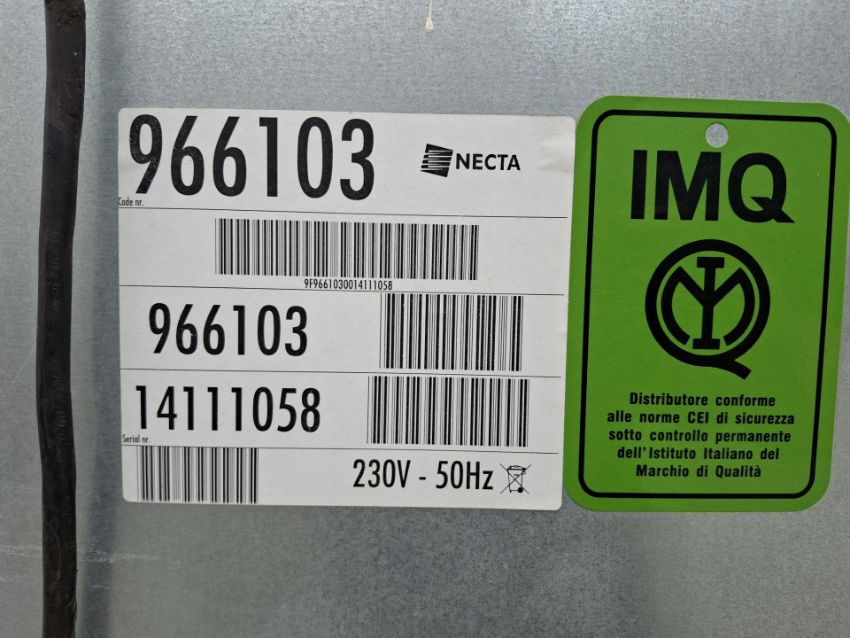 966103
NECTA
Code nr.
9F9661030014111058
966103
14111058
Serial nr.
230V - 50Hz
IMQ
Distributore conforme
alle norme CEI di sicurezza
sotto controllo permanente
dell'Istituto Italiano del
Marchio di Qualità